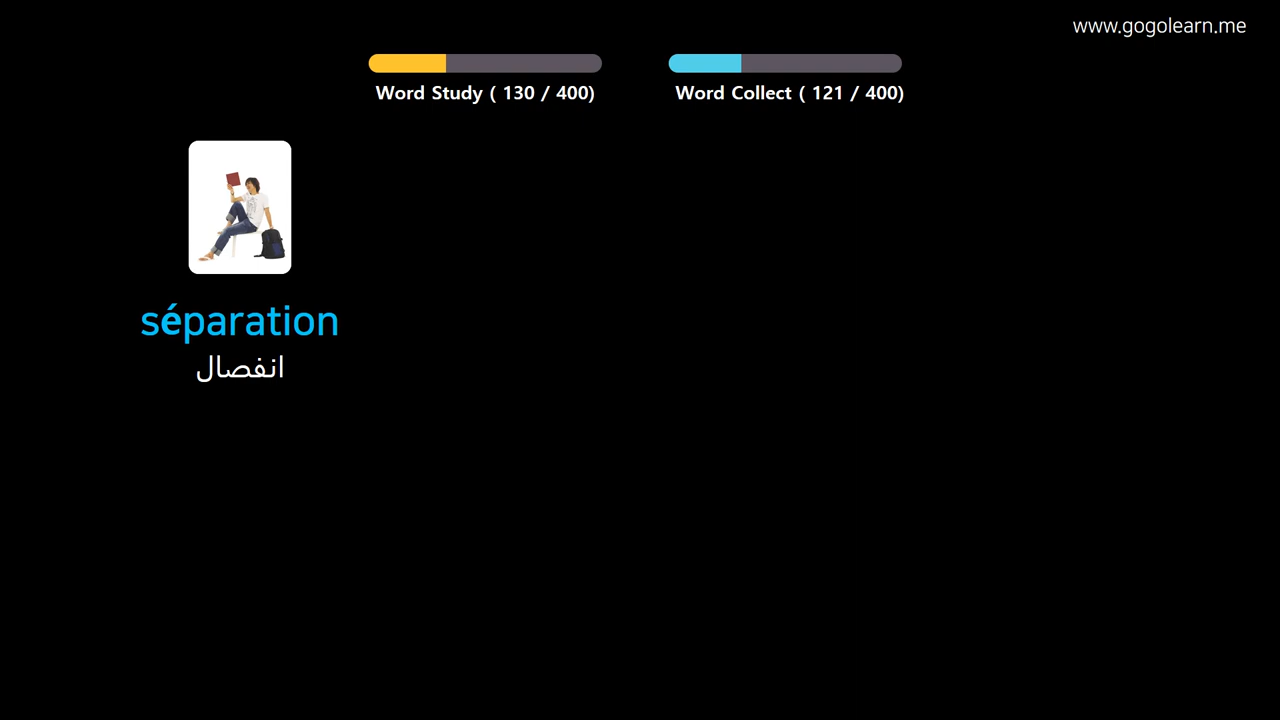 www.gogolearn.me
Word Study ( 130 / 400)
Word Collect ( 121 / 400)
séparation
انفصال